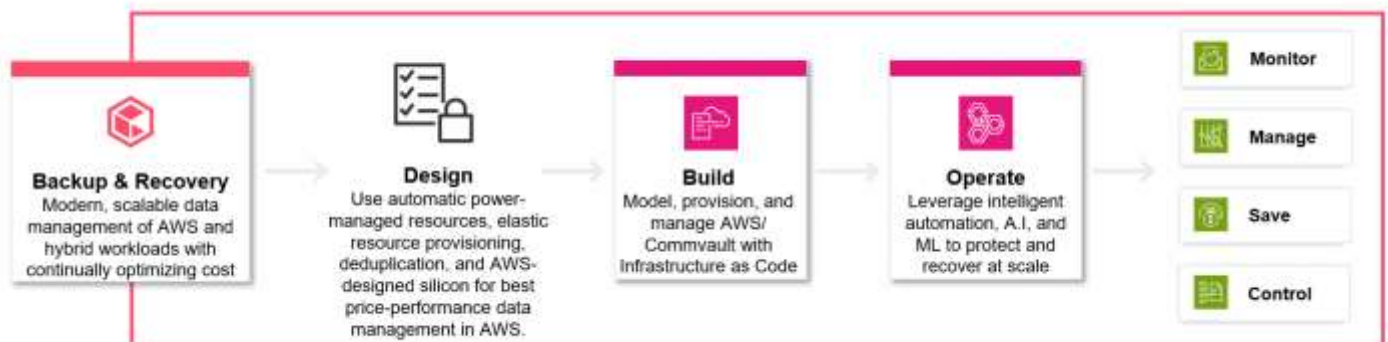 Backup & Recovery
Modern, scalable data
management of AWS and
hybrid workloads with
continually optimizing cost
Design
Use automatic power-
managed resources, elastic
resource provisioning,
deduplication, and AWS-
designed silicon for best
price-performance data
management in AWS.
Build
Model, provision, and
manage AWS/
Commvault with
Infrastructure as Code
Operate
Leverage intelligent
automation, A.I, and
ML to protect and
recover at scale
Monitor
Manage
Save
Control